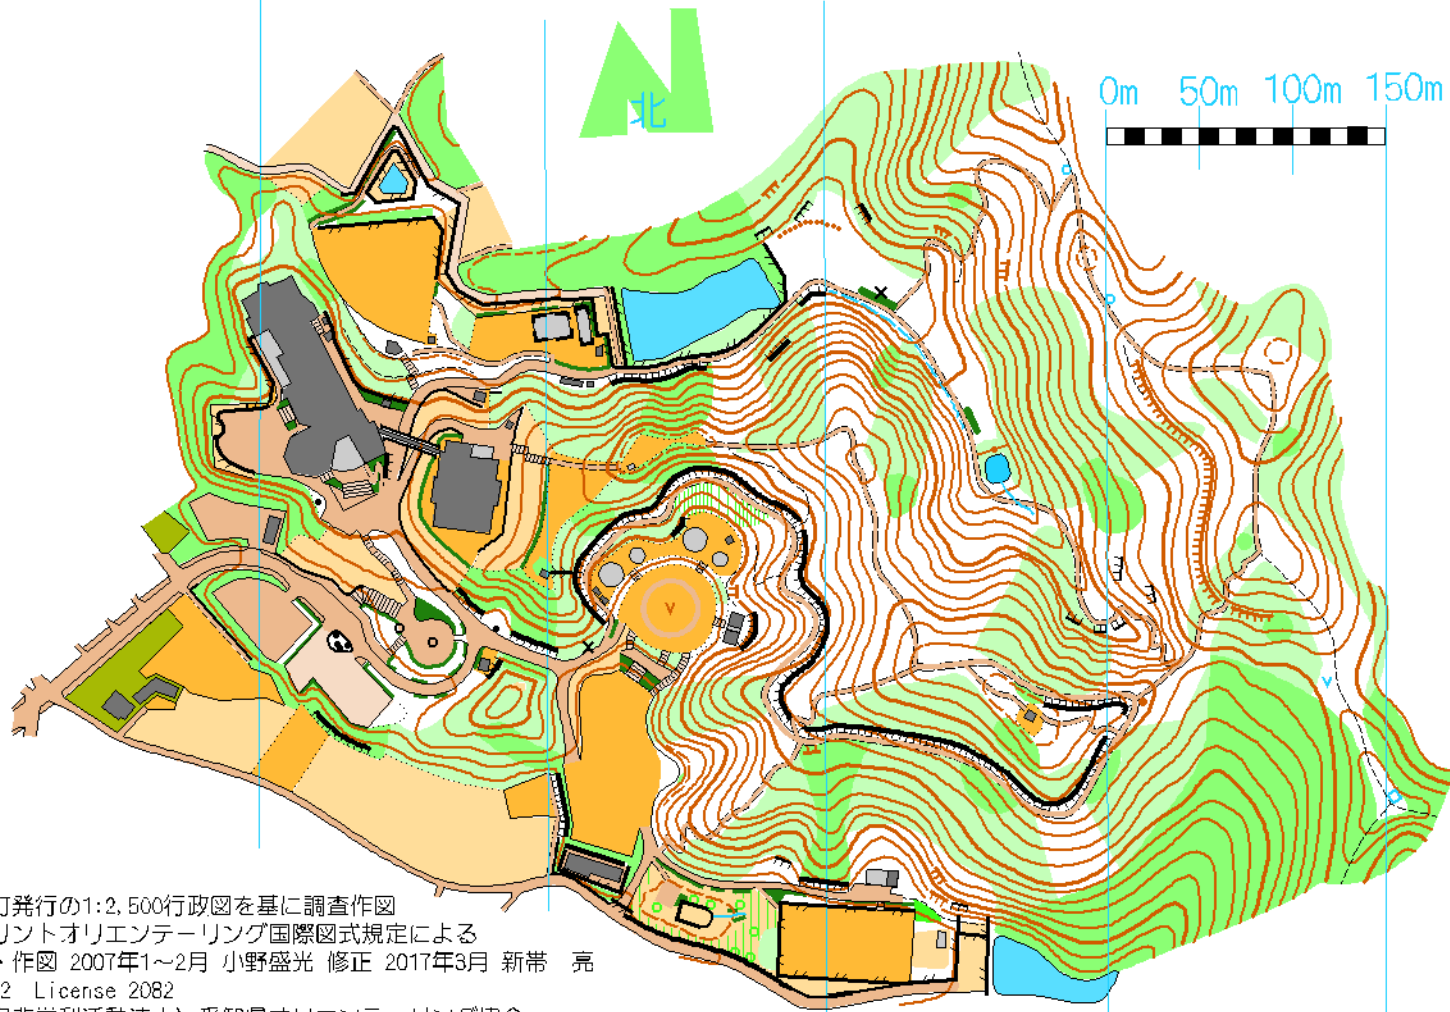 N
北
0m 50m 100m 150m
発行の1:2,500行政図を基に調査作図
リントオリエンテーリング国際図式規定による
・作図 2007年1～2月 小野盛光 修正 2017年3月 新帯 亮
2 License 2082